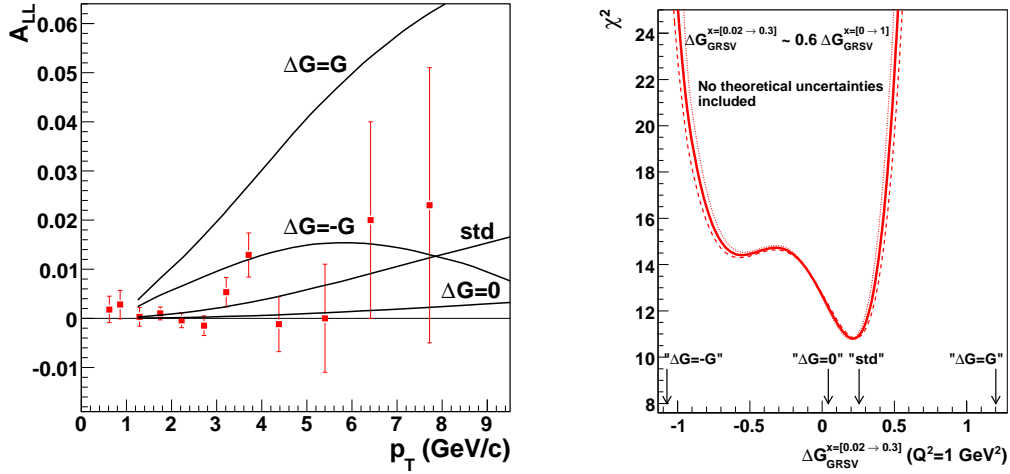 A_LL
0.06
0.05
0.04
0.03
0.02
0.01
0
-0.01
ΔG=G
ΔG=-G
std
ΔG=0
0 1 2 3 4 5 6 7 8 9
p_T (GeV/c)
χ²
24
22
20
18
16
14
12
10
8
ΔG_GRSV^x=[0.02→0.3] ~ 0.6 ΔG_GRSV^x=[0→1]
No theoretical uncertainties
included
"ΔG=-G" "ΔG=0" "std" "ΔG=G"
-1 -0.5 0 0.5 1
ΔG_GRSV^x=[0.02→0.3] (Q²=1 GeV²)